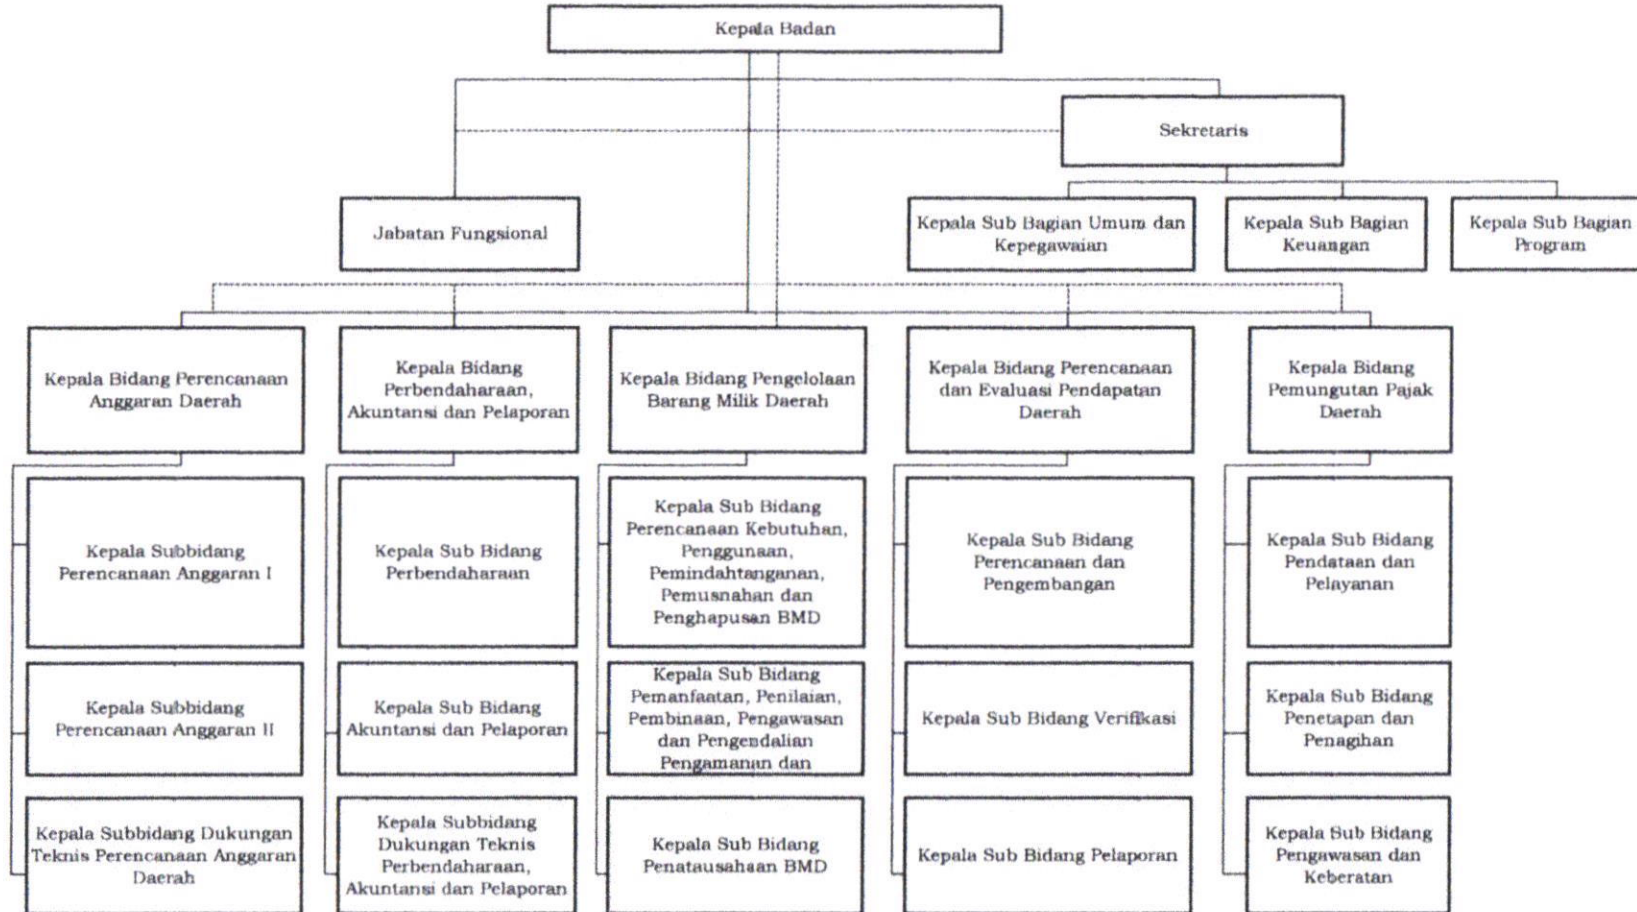 Kepala Badan
Sekretaris
Jabatan Fungsional
Kepala Sub Bagian Umum dan
Kepegawaian
Kepala Sub Bagian
Keuangan
Kepala Sub Bagian
Program
Kepala Bidang Perencanaan
Anggaran Daerah
Kepala Bidang
Perbendaharaan,
Akuntansi dan Pelaporan
Kepala Bidang Pengelolaan
Barang Milik Daerah
Kepala Bidang Perencanaan
dan Evaluasi Pendapatan
Daerah
Kepala Bidang
Pemungutan Pajak
Daerah
Kepala Subbidang
Perencanaan Anggaran I
Kepala Sub Bidang
Perbendaharaan
Kepala Sub Bidang
Perencanaan Kebutuhan,
Penggunaan,
Pemindahtanganan,
Pemusnahan dan
Penghapusan BMD
Kepala Sub Bidang
Perencanaan dan
Pengembangan
Kepala Sub Bidang
Pendataan dan
Pelayanan
Kepala Subbidang
Perencanaan Anggaran II
Kepala Sub Bidang
Akuntansi dan Pelaporan
Kepala Sub Bidang
Pemanfaatan, Penilaian,
Pembinaan, Pengawasan
dan Pengendalian
Pengamanan dan
Kepala Sub Bidang Verifikasi
Kepala Sub Bidang
Penetapan dan
Penagihan
Kepala Subbidang Dukungan
Teknis Perencanaan Anggaran
Daerah
Kepala Subbidang
Dukungan Teknis
Perbendaharaan,
Akuntansi dan Pelaporan
Kepala Sub Bidang
Penatausahaan BMD
Kepala Sub Bidang Pelaporan
Kepala Sub Bidang
Pengawasan dan
Keberatan